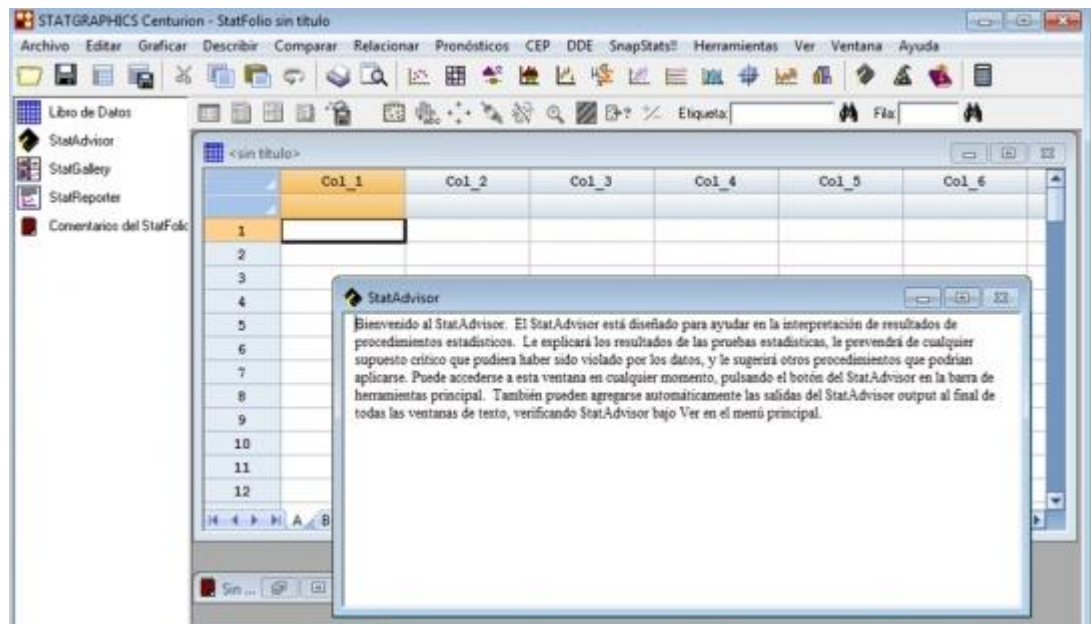 STATGRAPHICS Centurion - StatFolio sin título
Archivo Editar Graficar Describir Comparar Relacionar Pronósticos CEP DDE SnapStats!! Herramientas Ver Ventana Ayuda
Etiqueta: Fila:
Libro de Datos
StatAdvisor
StatGallery
StatReporter
Comentarios del StatFolio
<sin título>
Col_1 Col_2 Col_3 Col_4 Col_5 Col_6
1
2
3
4
5
6
7
8
9
10
11
12
A B
StatAdvisor
Bienvenido al StatAdvisor. El StatAdvisor está diseñado para ayudar en la interpretación de resultados de
procedimientos estadísticos. Le explicará los resultados de las pruebas estadísticas, le prevendrá de cualquier
supuesto crítico que pudiera haber sido violado por los datos, y le sugerirá otros procedimientos que podrían
aplicarse. Puede accederse a esta ventana en cualquier momento, pulsando el botón del StatAdvisor en la barra de
herramientas principal. También pueden agregarse automáticamente las salidas del StatAdvisor output al final de
todas las ventanas de texto, verificando StatAdvisor bajo Ver en el menú principal.
Sin ...